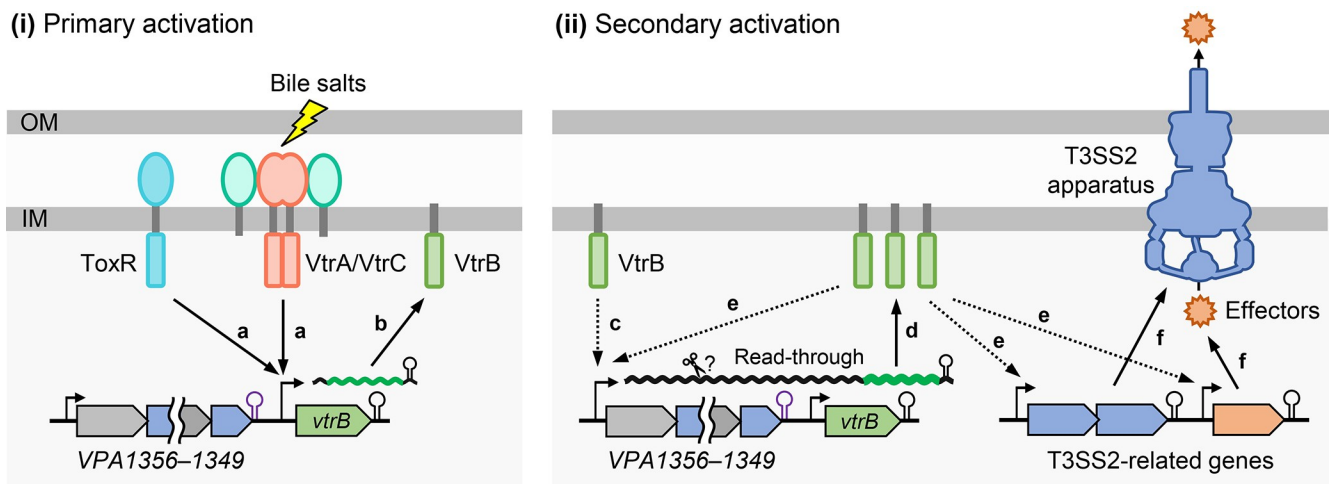 (i) Primary activation
Bile salts
OM
IM
ToxR
VtrA/VtrC
VtrB
a
a
b
vtrB
VPA1356–1349
(ii) Secondary activation
T3SS2
apparatus
VtrB
Effectors
c
e
d
e
e
f
f
?
Read-through
vtrB
VPA1356–1349
T3SS2-related genes